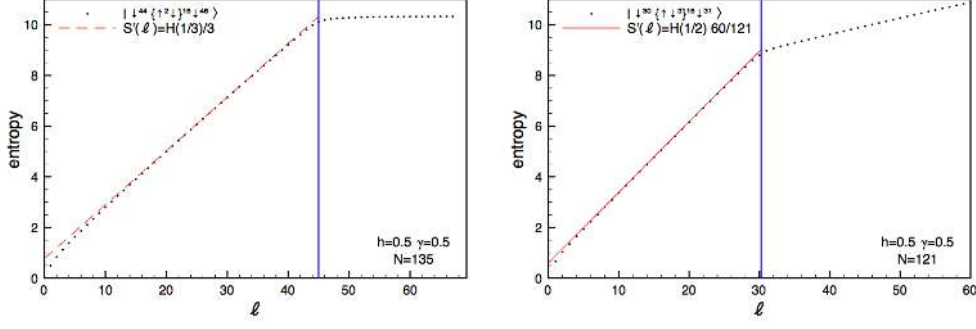 | ↓⁴⁴ {↑² ↓}¹⁵ ↓⁴⁶ ⟩
S'(ℓ)=H(1/3)/3
entropy
10
8
6
4
2
0
0 10 20 30 40 50 60
ℓ
h=0.5 γ=0.5
N=135
| ↓³⁰ {↑ ↓³}¹⁵ ↓³¹ ⟩
S'(ℓ)=H(1/2) 60/121
entropy
10
8
6
4
2
0
0 10 20 30 40 50 60
ℓ
h=0.5 γ=0.5
N=121